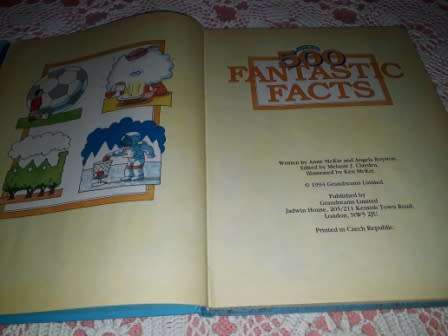 500
FANTASTIC
FACTS
Written by Anne McKie and Angela Royston.
Edited by Melanie J. Clayden.
Illustrated by Ken McKie.
© 1994 Grandreams Limited.
Published by
Grandreams Limited
Jadwin House, 205/211 Kentish Town Road,
London, NW5 2JU.
Printed in Czech Republic.